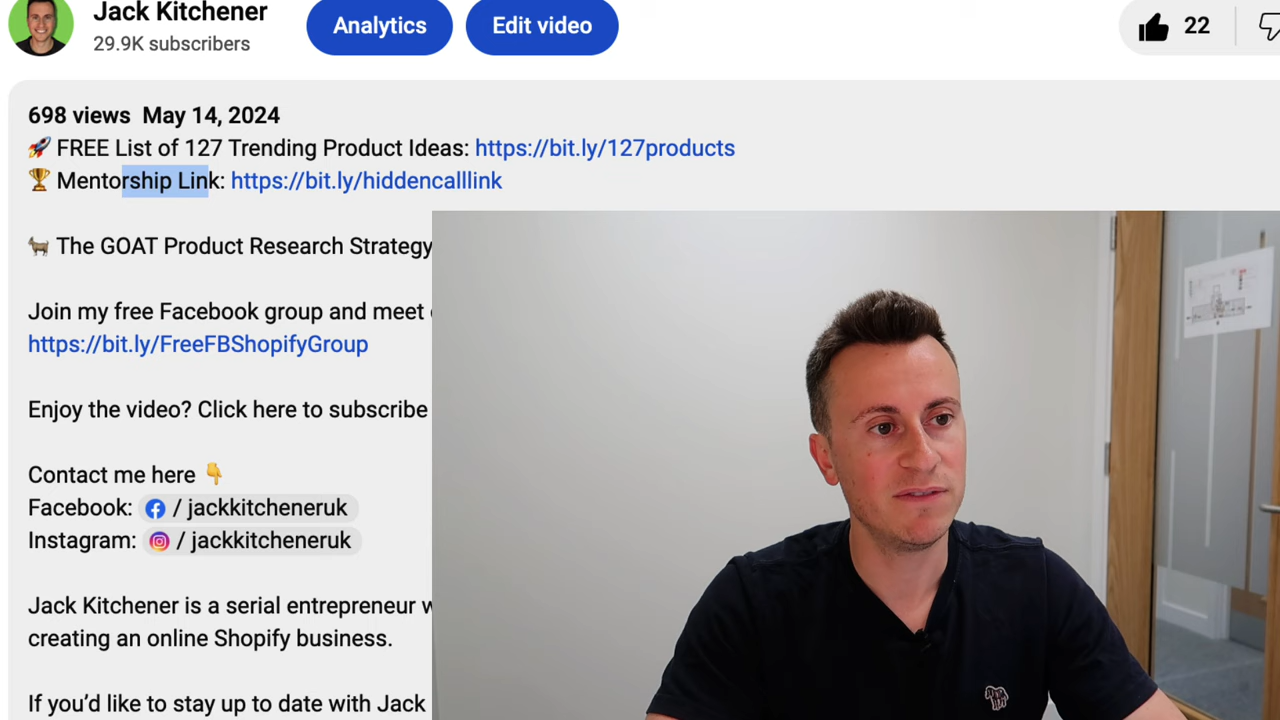 Jack Kitchener
29.9K subscribers
Analytics
Edit video
22
698 views May 14, 2024
🚀 FREE List of 127 Trending Product Ideas: https://bit.ly/127products
🏆 Mentorship Link: https://bit.ly/hiddencalllink
🐐 The GOAT Product Research Strategy
Join my free Facebook group and meet
https://bit.ly/FreeFBShopifyGroup
Enjoy the video? Click here to subscribe
Contact me here 👇
Facebook: / jackkitcheneruk
Instagram: / jackkitcheneruk
Jack Kitchener is a serial entrepreneur
creating an online Shopify business.
If you’d like to stay up to date with Jack